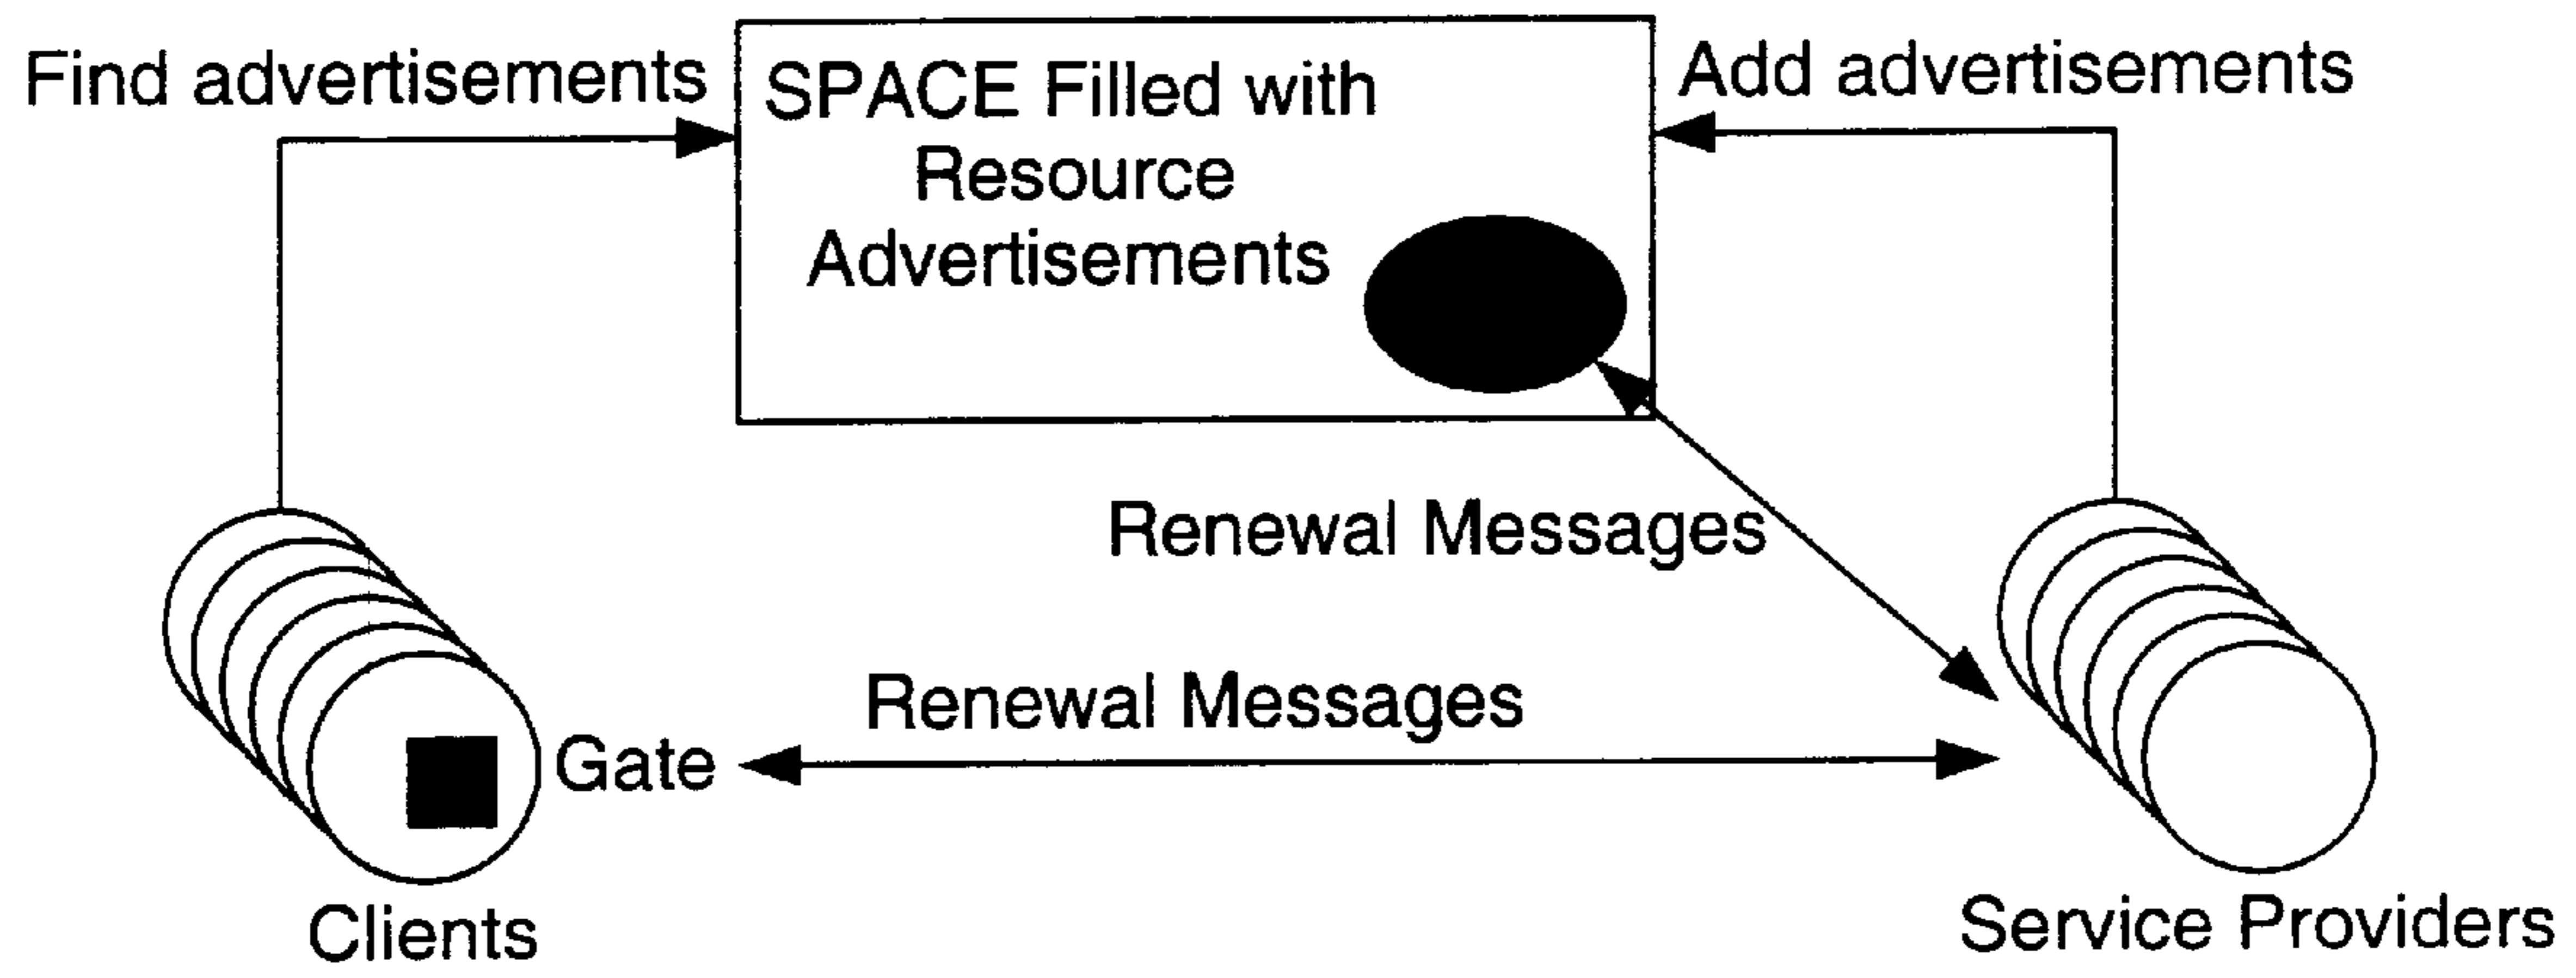 Find advertisements
SPACE Filled with
Resource
Advertisements
Add advertisements
Renewal Messages
Renewal Messages
Gate
Clients
Service Providers